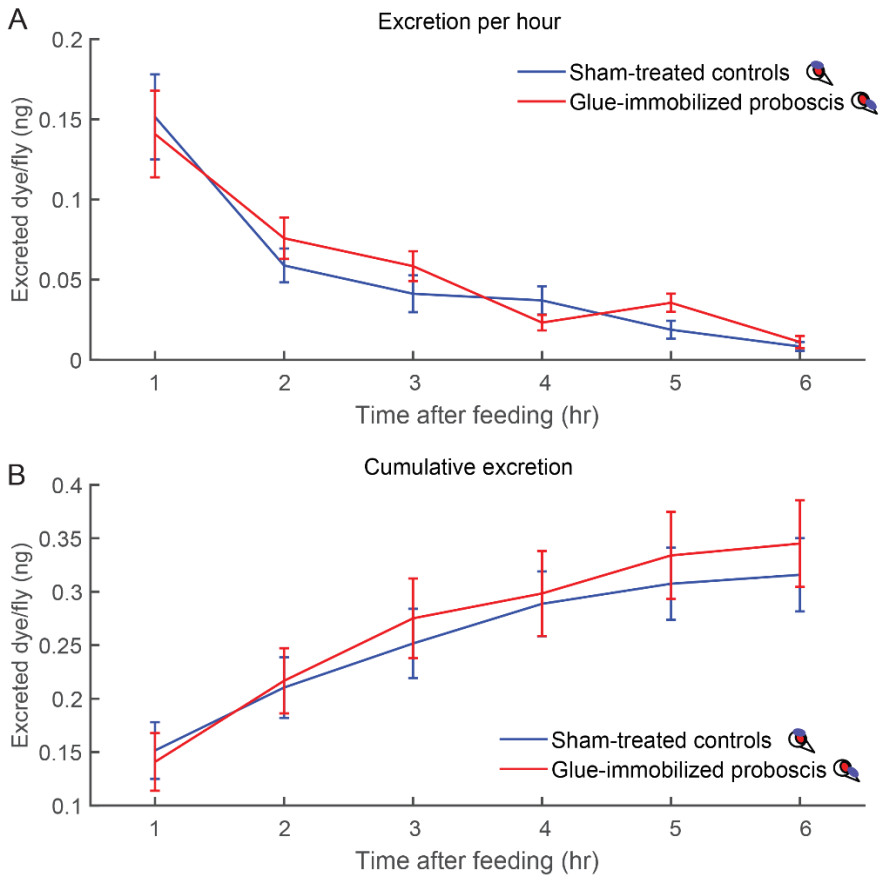 A
Excretion per hour
0.2
0.15
0.1
0.05
0
Excreted dye/fly (ng)
Sham-treated controls
Glue-immobilized proboscis
1 2 3 4 5 6
Time after feeding (hr)
B
Cumulative excretion
0.4
0.35
0.3
0.25
0.2
0.15
0.1
Excreted dye/fly (ng)
Sham-treated controls
Glue-immobilized proboscis
1 2 3 4 5 6
Time after feeding (hr)